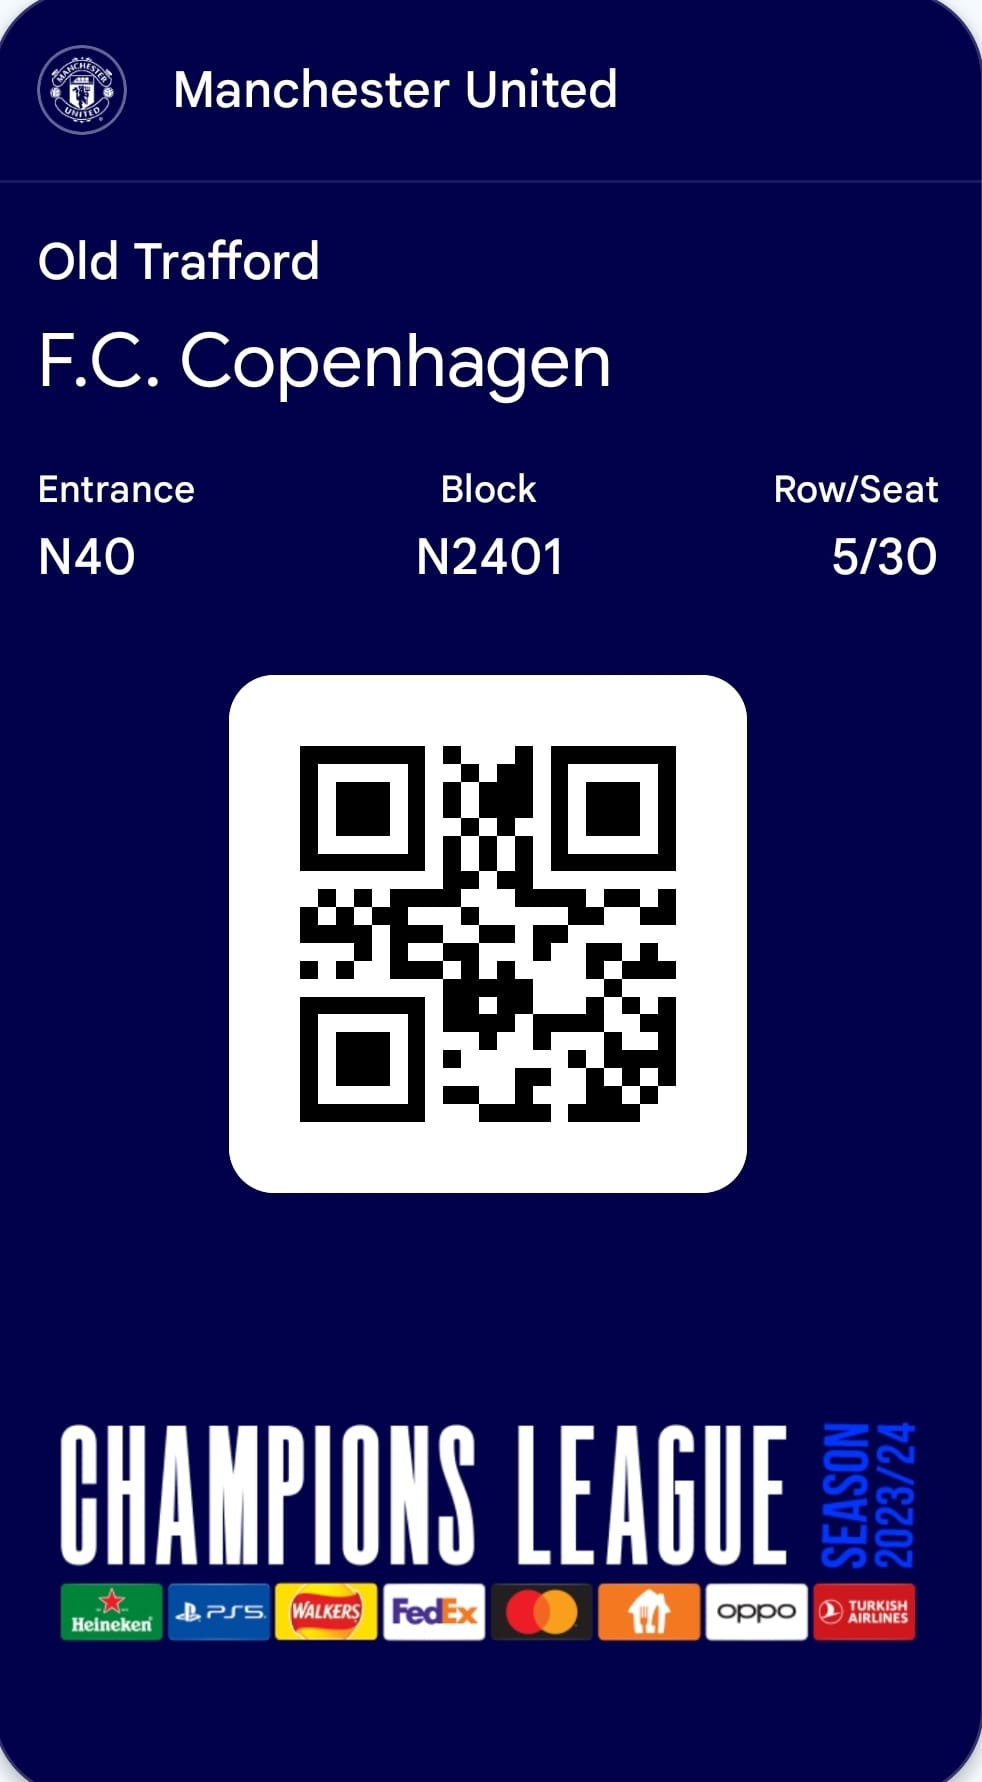 MANCHESTER
UNITED
Manchester United
Old Trafford
F.C. Copenhagen
Entrance Block Row/Seat
N40 N2401 5/30
CHAMPIONS LEAGUE SEASON 2023/24
Heineken PS5 WALKERS FedEx oppo TURKISH AIRLINES